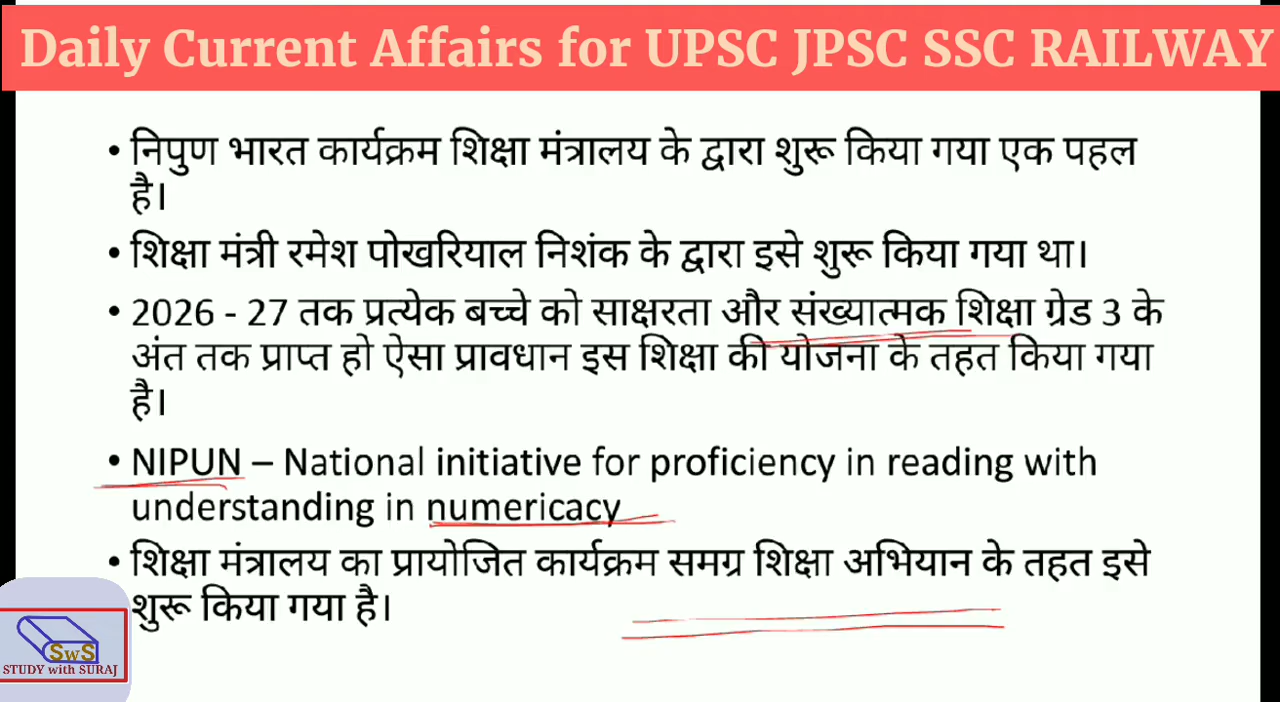 Daily Current Affairs for UPSC JPSC SSC RAILWAY
• निपुण भारत कार्यक्रम शिक्षा मंत्रालय के द्वारा शुरू किया गया एक पहल
है।
• शिक्षा मंत्री रमेश पोखरियाल निशंक के द्वारा इसे शुरू किया गया था।
• 2026 - 27 तक प्रत्येक बच्चे को साक्षरता और संख्यात्मक शिक्षा ग्रेड 3 के
अंत तक प्राप्त हो ऐसा प्रावधान इस शिक्षा की योजना के तहत किया गया
है।
• NIPUN – National initiative for proficiency in reading with
understanding in numericacy
• शिक्षा मंत्रालय का प्रायोजित कार्यक्रम समग्र शिक्षा अभियान के तहत इसे
शुरू किया गया है।
SwS
STUDY with SURAJ